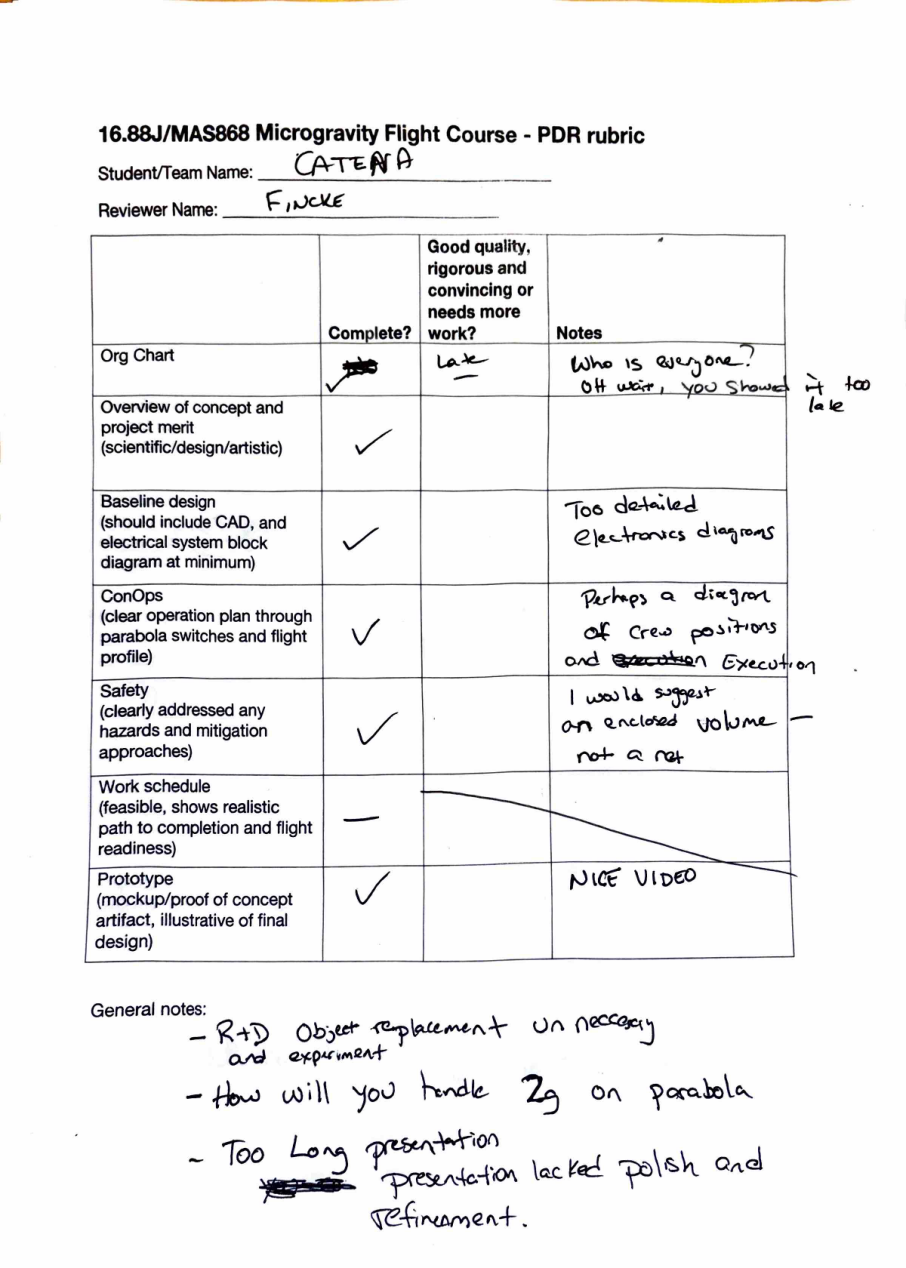 16.88J/MAS868 Microgravity Flight Course - PDR rubric
Student/Team Name: CATENA
Reviewer Name: FINCKE
Complete?
Good quality,
rigorous and
convincing or
needs more
work?
Notes
Org Chart
✓
Late
Who is everyone?
OH wait, you showed it too
late
Overview of concept and
project merit
(scientific/design/artistic)
✓
Baseline design
(should include CAD, and
electrical system block
diagram at minimum)
✓
Too detailed
electronics diagrams
ConOps
(clear operation plan through
parabola switches and flight
profile)
✓
Perhaps a diagram
of crew positions
and Execution
Safety
(clearly addressed any
hazards and mitigation
approaches)
✓
I would suggest
an enclosed volume —
not a net
Work schedule
(feasible, shows realistic
path to completion and flight
readiness)
—
Prototype
(mockup/proof of concept
artifact, illustrative of final
design)
✓
NICE VIDEO
General notes:
- R+D Object replacement unneccesary
and experiment
- How will you handle 2g on parabola
- Too Long presentation
presentation lacked polish and
refinement.